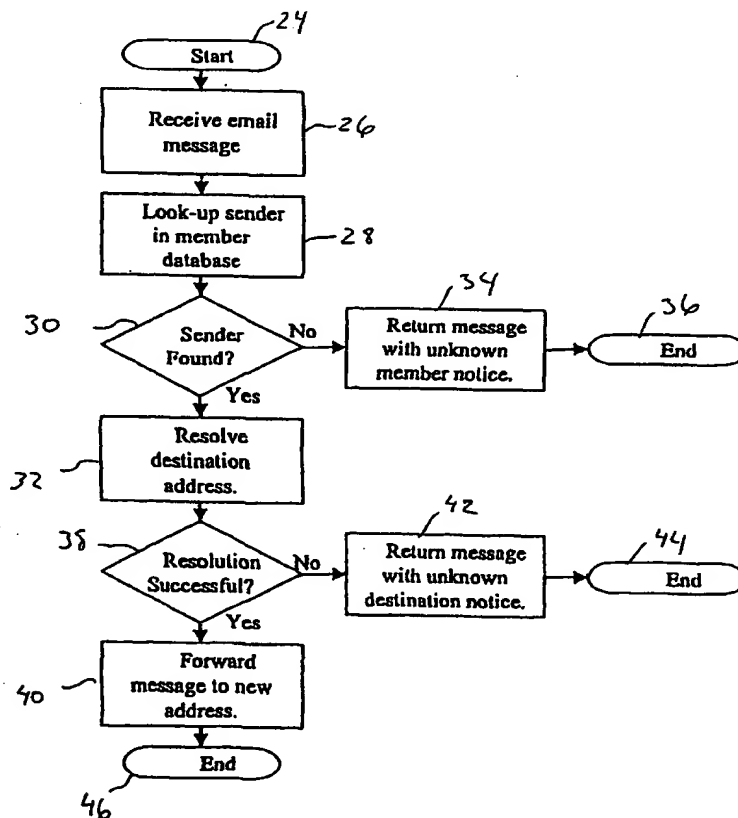 24
Start
Receive email
message
26
Look-up sender
in member
database
28
30
Sender
Found?
No
Yes
34
Return message
with unknown
member notice.
36
End
Resolve
destination
address.
32
38
Resolution
Successful?
No
Yes
42
Return message
with unknown
destination notice.
44
End
Forward
message to new
address.
40
End
46